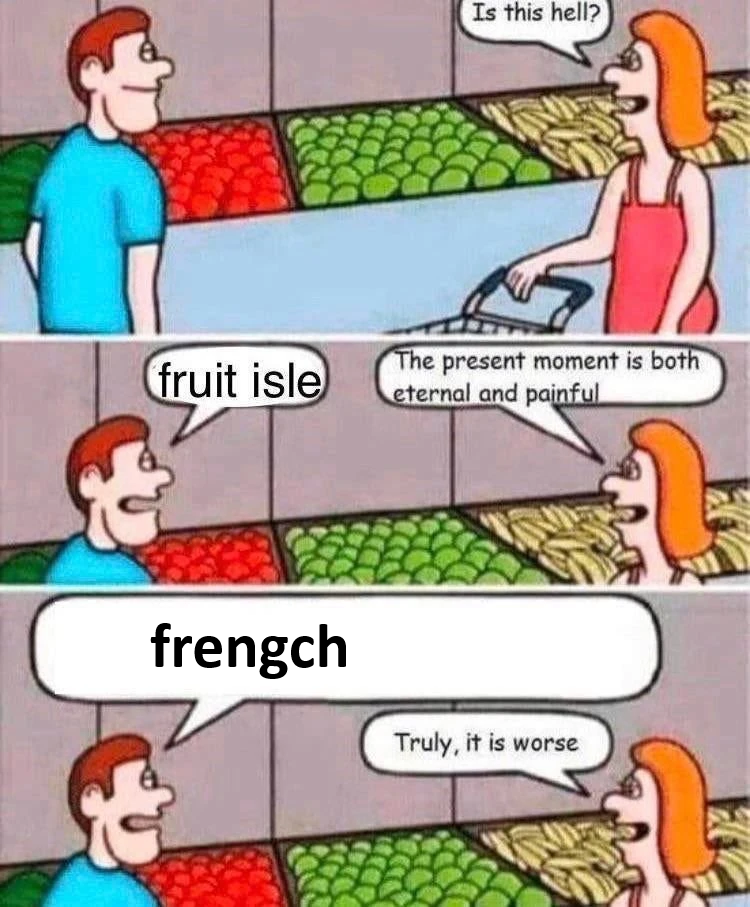 Is this hell?
fruit isle
The present moment is both
eternal and painful
frengch
Truly, it is worse